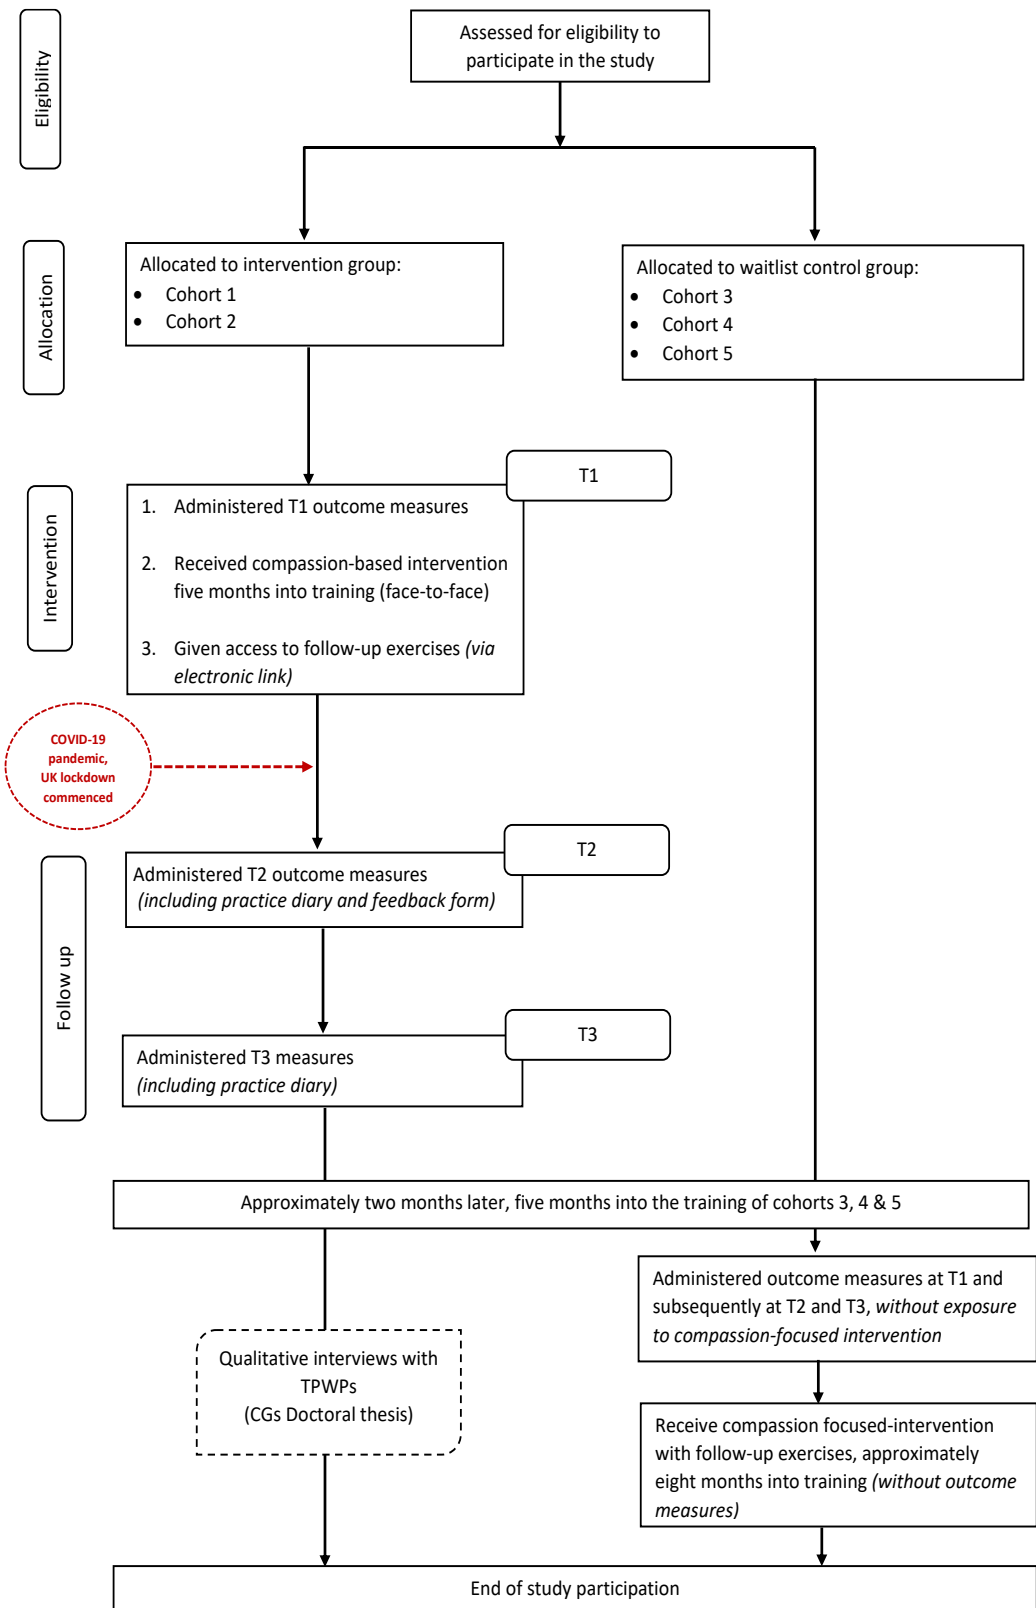 Eligibility
Assessed for eligibility to
participate in the study
Allocation
Allocated to intervention group:
• Cohort 1
• Cohort 2
Allocated to waitlist control group:
• Cohort 3
• Cohort 4
• Cohort 5
Intervention
T1
1. Administered T1 outcome measures
2. Received compassion-based intervention
five months into training (face-to-face)
3. Given access to follow-up exercises (via
electronic link)
COVID-19
pandemic,
UK lockdown
commenced
Follow up
T2
Administered T2 outcome measures
(including practice diary and feedback form)
T3
Administered T3 measures
(including practice diary)
Approximately two months later, five months into the training of cohorts 3, 4 & 5
Administered outcome measures at T1 and
subsequently at T2 and T3, without exposure
to compassion-focused intervention
Qualitative interviews with
TPWPs
(CGs Doctoral thesis)
Receive compassion focused-intervention
with follow-up exercises, approximately
eight months into training (without outcome
measures)
End of study participation